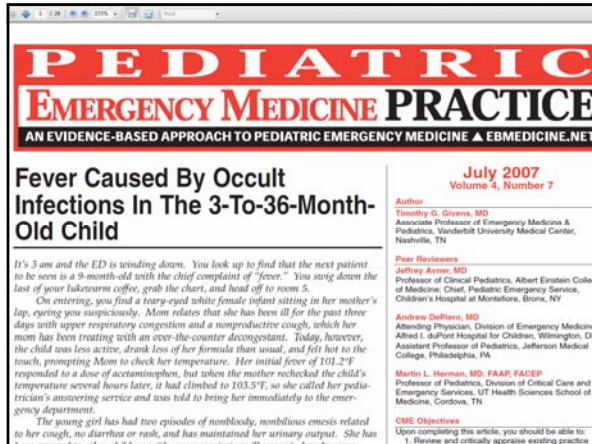 1 / 28
Find
PEDIATRIC
EMERGENCY MEDICINE PRACTICE
AN EVIDENCE-BASED APPROACH TO PEDIATRIC EMERGENCY MEDICINE ▲ EBMEDICINE.NET
Fever Caused By Occult
Infections In The 3-To-36-Month-
Old Child
It's 3 am and the ED is winding down. You look up to find that the next patient
to be seen is a 9-month-old with the chief complaint of "fever." You swig down the
last of your lukewarm coffee, grab the chart, and head off to room 5.
On entering, you find a teary-eyed white female infant sitting in her mother's
lap, eyeing you suspiciously. Mom relates that she has been ill for the past three
days with upper respiratory congestion and a nonproductive cough, which her
mom has been treating with an over-the-counter decongestant. Today, however,
the child was less active, drank less of her formula than usual, and felt hot to the
touch, prompting Mom to check her temperature. Her initial fever of 101.2°F
responded to a dose of acetaminophen, but when the mother rechecked the child's
temperature several hours later, it had climbed to 103.5°F, so she called her pedia-
trician's answering service and was told to bring her immediately to the emer-
gency department.
The young girl has had two episodes of nonbloody, nonbilious emesis related
to cough, no diarrhea or rash, and has maintained her urinary output. She has
July 2007
Volume 4, Number 7
Author
Timothy G. Givens, MD
Associate Professor of Emergency Medicine &
Pediatrics, Vanderbilt University Medical Center,
Nashville, TN
Peer Reviewers
Jeffrey Avner, MD
Professor of Clinical Pediatrics, Albert Einstein Colle
of Medicine; Chief, Pediatric Emergency Service,
Children's Hospital at Montefiore, Bronx, NY
Andrew DePiero, MD
Attending Physician, Division of Emergency Medicin
Alfred I. duPont Hospital for Children, Wilmington, D
Assistant Professor of Pediatrics, Jefferson Medical
College, Philadelphia, PA
Martin L. Herman, MD, FAAP, FACEP
Professor of Pediatrics, Division of Critical Care and
Emergency Services, UT Health Sciences School of
Medicine, Cordova, TN
CME Objectives
Upon completing this article, you should be able to:
1. Review and critically appraise existing practice